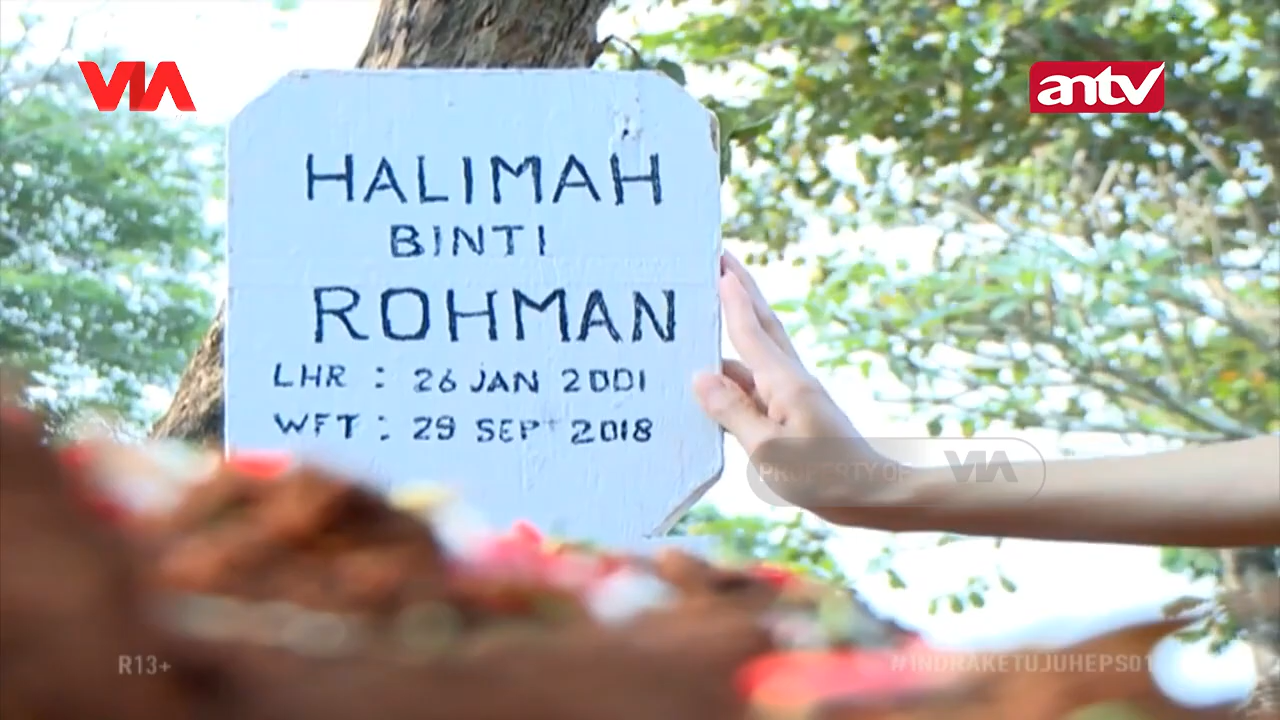 VIA
antv
HALIMAH
BINTI
ROHMAN
LHR : 26 JAN 2001
WFT : 29 SEPT 2018
PROPERTY OF VIA
R13+
#INDRAKETUJUHEPS01